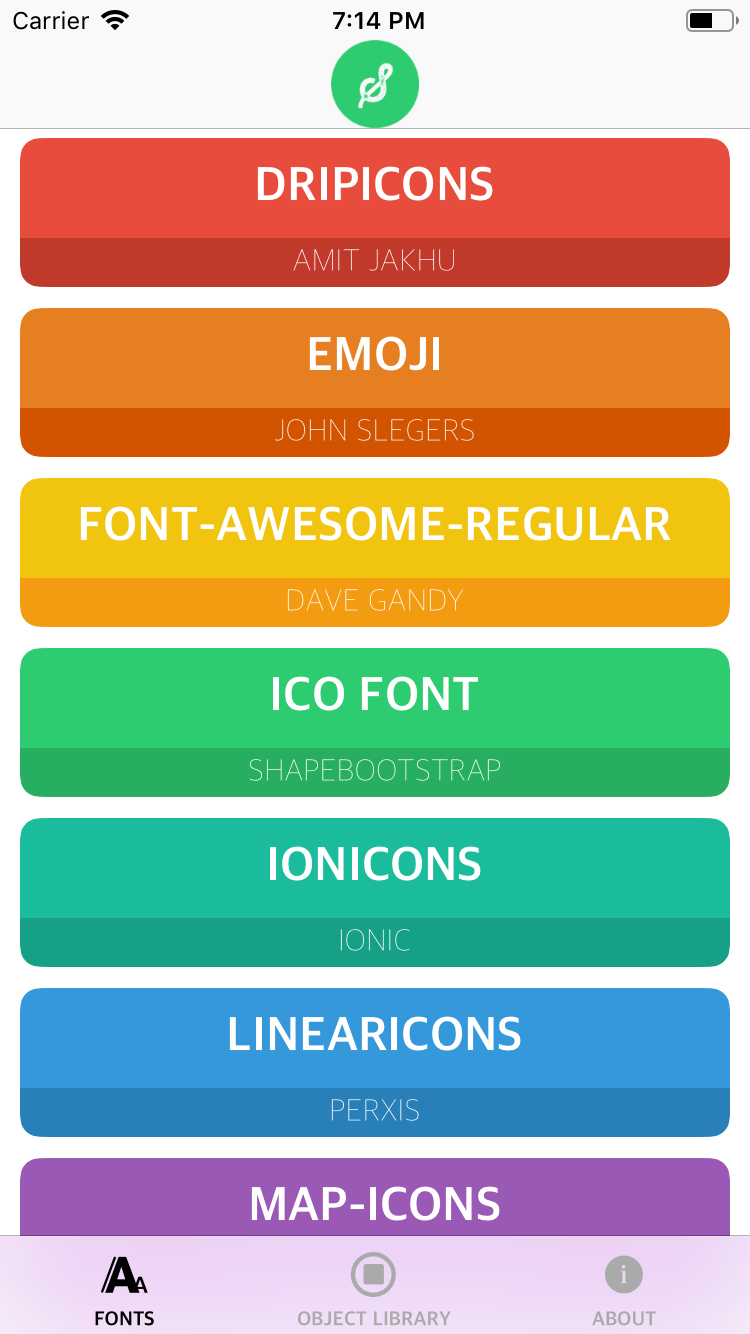 Carrier 7:14 PM
DRIPICONS
AMIT JAKHU
EMOJI
JOHN SLEGERS
FONT-AWESOME-REGULAR
DAVE GANDY
ICO FONT
SHAPEBOOTSTRAP
IONICONS
IONIC
LINEARICONS
PERXIS
MAP-ICONS
FONTS OBJECT LIBRARY ABOUT